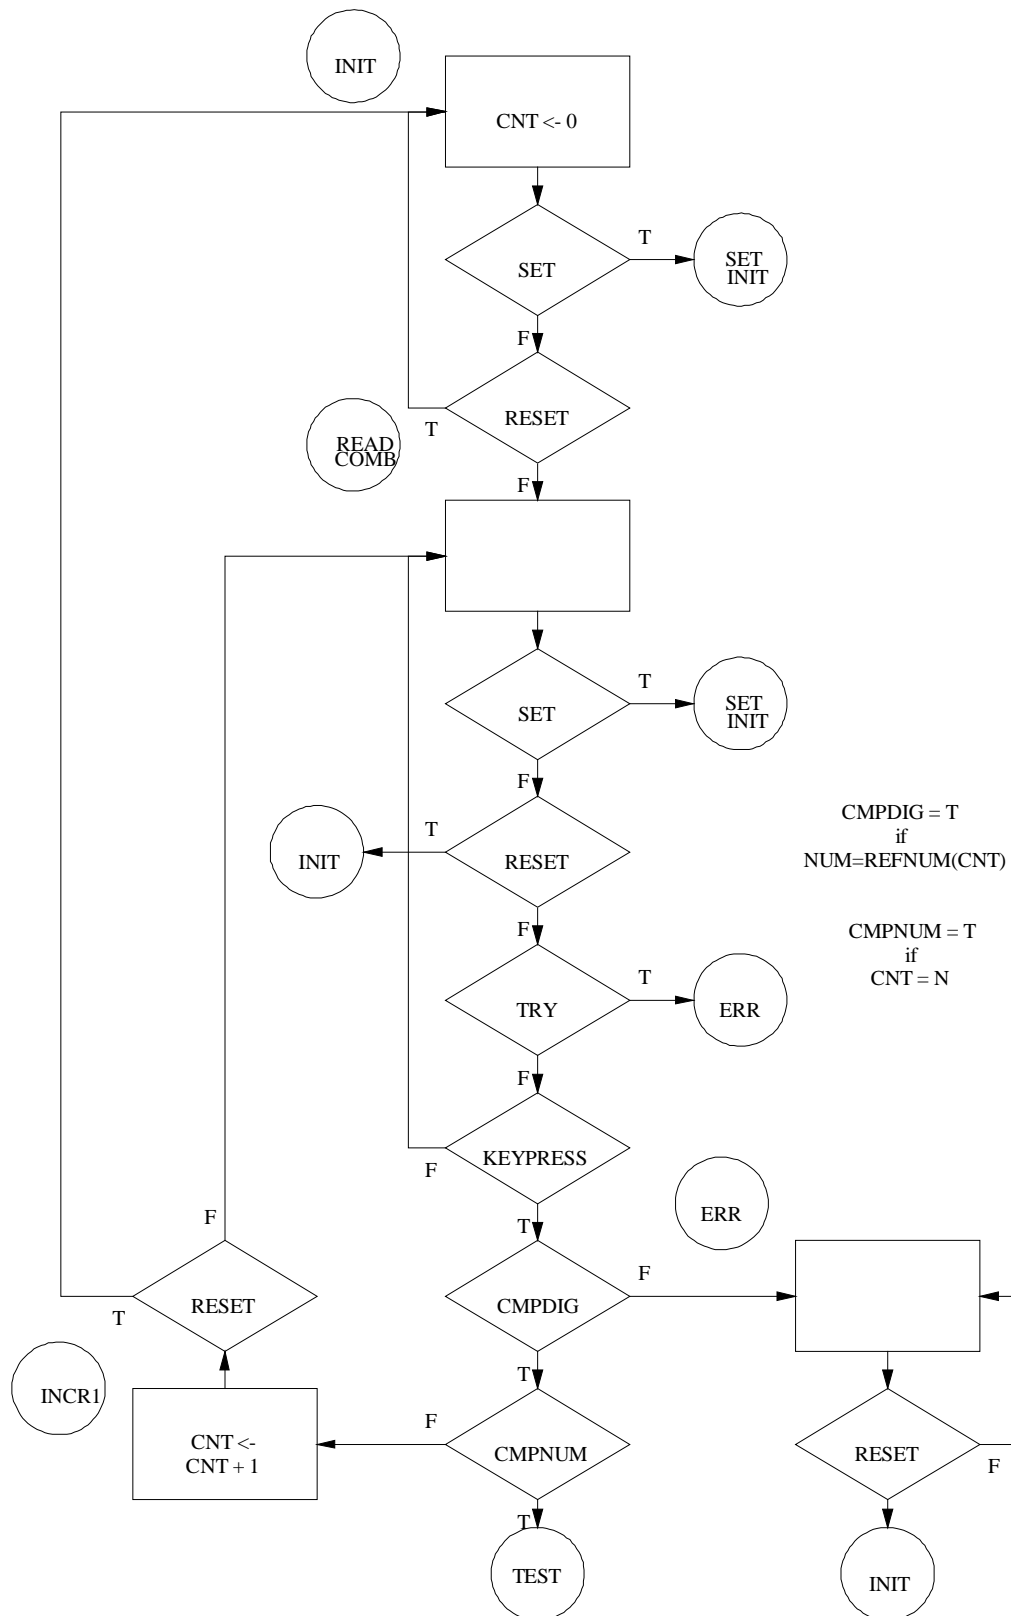 INIT
CNT <- 0
SET
T
SET
INIT
F
RESET
T
READ
COMB
F
SET
T
SET
INIT
F
CMPDIG = T
if
NUM=REFNUM(CNT)
T
INIT
RESET
F
CMPNUM = T
if
CNT = N
TRY
T
ERR
F
KEYPRESS
F
ERR
T
F
RESET
T
CMPDIG
F
INCR1
T
CNT <-
CNT + 1
F
CMPNUM
RESET
F
T
TEST
INIT